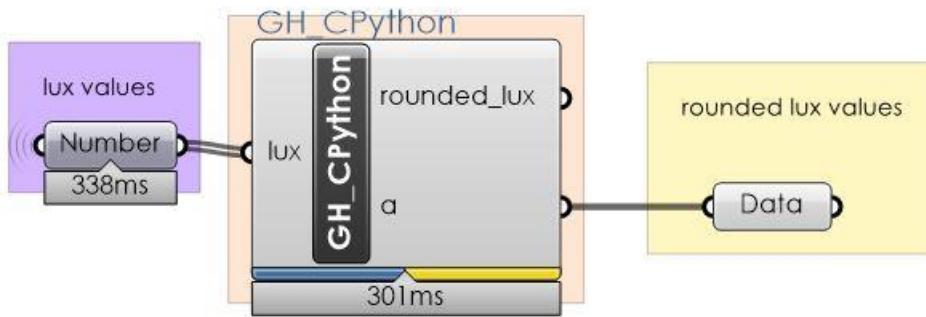 GH_CPython
lux values
Number
338ms
lux
GH_CPython
rounded_lux
a
301ms
rounded lux values
Data